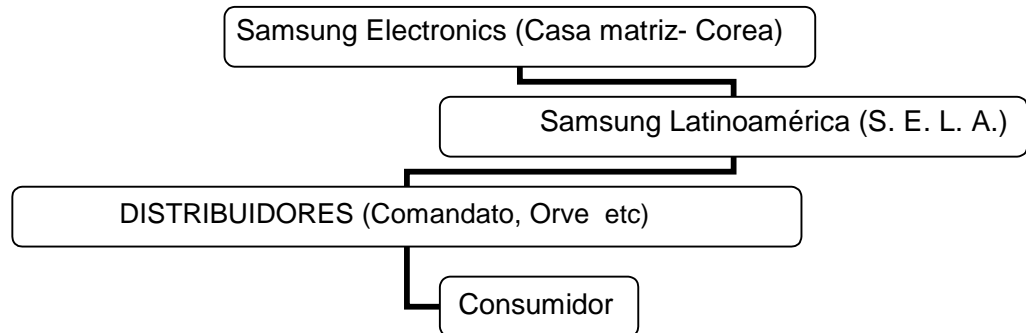 Samsung Electronics (Casa matriz- Corea)
Samsung Latinoamérica (S. E. L. A.)
DISTRIBUIDORES (Comandato, Orve  etc)
Consumidor